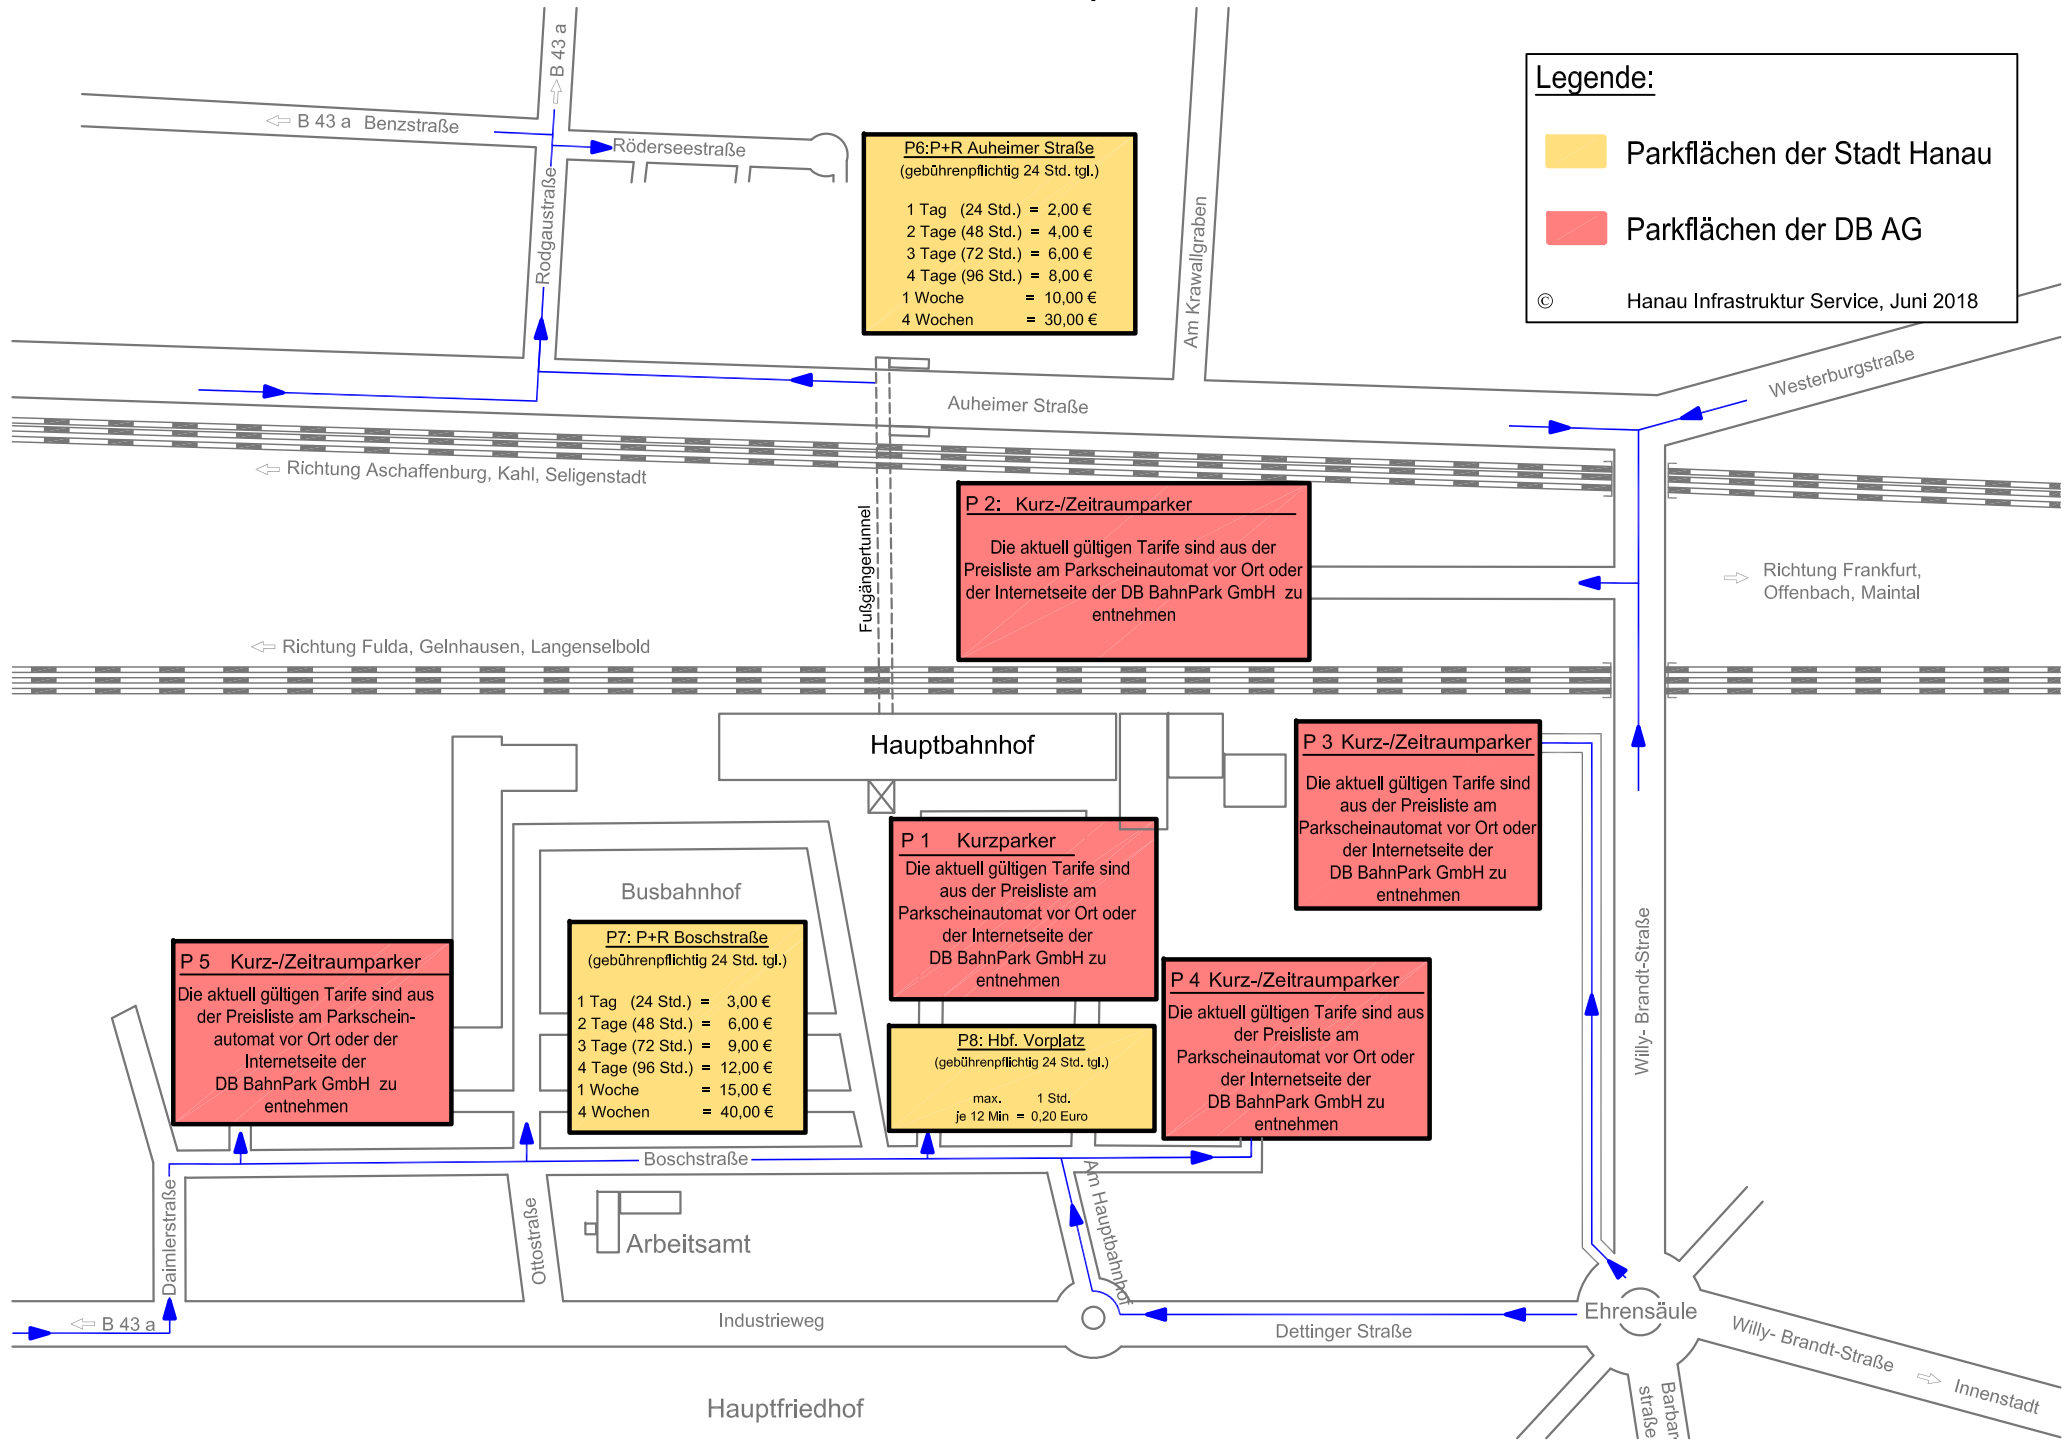 B 43 a
B 43 a Benzstraße
Röderseestraße
Rodgaustraße
P6:P+R Auheimer Straße
(gebührenpflichtig 24 Std. tgl.)
1 Tag (24 Std.) = 2,00 €
2 Tage (48 Std.) = 4,00 €
3 Tage (72 Std.) = 6,00 €
4 Tage (96 Std.) = 8,00 €
1 Woche = 10,00 €
4 Wochen = 30,00 €
Am Krawallgraben
Legende:
Parkflächen der Stadt Hanau
Parkflächen der DB AG
© Hanau Infrastruktur Service, Juni 2018
Westerburgstraße
Auheimer Straße
Richtung Aschaffenburg, Kahl, Seligenstadt
Fußgängertunnel
P 2: Kurz-/Zeitraumparker
Die aktuell gültigen Tarife sind aus der
Preisliste am Parkscheinautomat vor Ort oder
der Internetseite der DB BahnPark GmbH zu
entnehmen
Richtung Frankfurt,
Offenbach, Maintal
Richtung Fulda, Gelnhausen, Langenselbold
Hauptbahnhof
P 3 Kurz-/Zeitraumparker
Die aktuell gültigen Tarife sind
aus der Preisliste am
Parkscheinautomat vor Ort oder
der Internetseite der
DB BahnPark GmbH zu
entnehmen
P 1 Kurzparker
Die aktuell gültigen Tarife sind
aus der Preisliste am
Parkscheinautomat vor Ort oder
der Internetseite der
DB BahnPark GmbH zu
entnehmen
Busbahnhof
P7: P+R Boschstraße
(gebührenpflichtig 24 Std. tgl.)
1 Tag (24 Std.) = 3,00 €
2 Tage (48 Std.) = 6,00 €
3 Tage (72 Std.) = 9,00 €
4 Tage (96 Std.) = 12,00 €
1 Woche = 15,00 €
4 Wochen = 40,00 €
P 5 Kurz-/Zeitraumparker
Die aktuell gültigen Tarife sind aus
der Preisliste am Parkschein-
automat vor Ort oder der
Internetseite der
DB BahnPark GmbH zu
entnehmen
P 4 Kurz-/Zeitraumparker
Die aktuell gültigen Tarife sind aus
der Preisliste am
Parkscheinautomat vor Ort oder
der Internetseite der
DB BahnPark GmbH zu
entnehmen
P8: Hbf. Vorplatz
(gebührenpflichtig 24 Std. tgl.)
max. 1 Std.
je 12 Min = 0,20 Euro
Willy- Brandt-Straße
Boschstraße
Daimlerstraße
Ottostraße
Arbeitsamt
Am Hauptbahnhof
B 43 a
Industrieweg
Dettinger Straße
Ehrensäule
Willy- Brandt-Straße
Innenstadt
Barbara-
straße
Hauptfriedhof